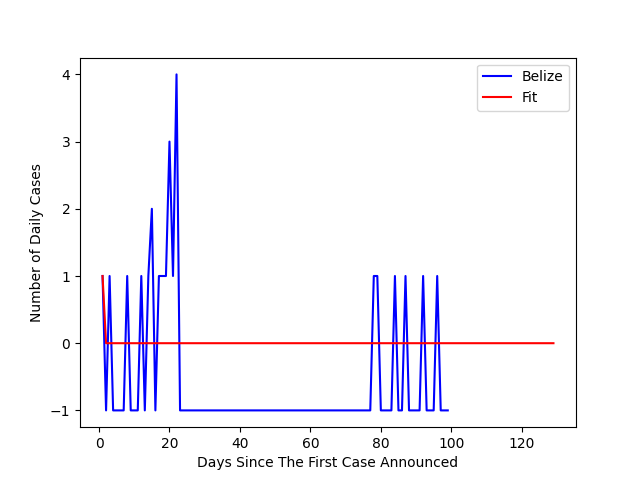 Belize
Fit
Number of Daily Cases
4
3
2
1
0
−1
0 20 40 60 80 100 120
Days Since The First Case Announced